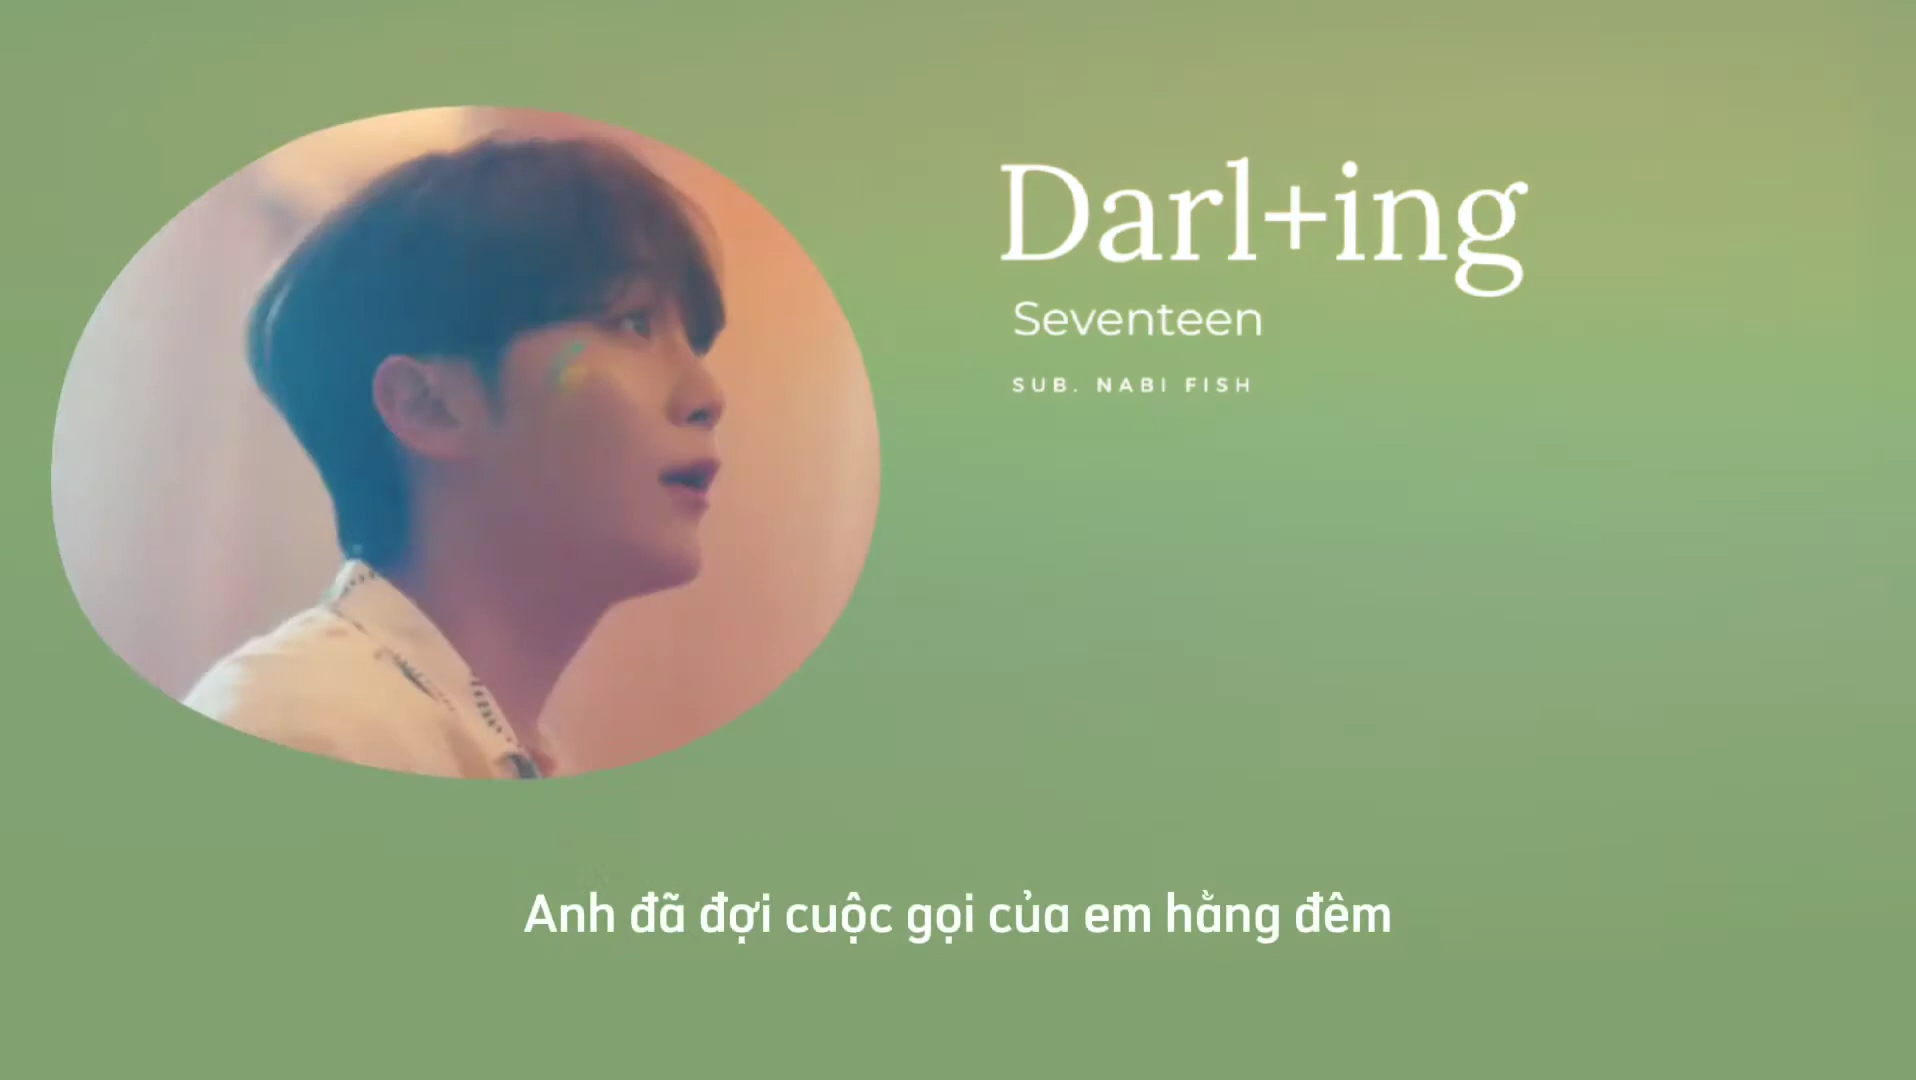 Darl+ing
Seventeen
SUB. NABI FISH
Anh đã đợi cuộc gọi của em hằng đêm